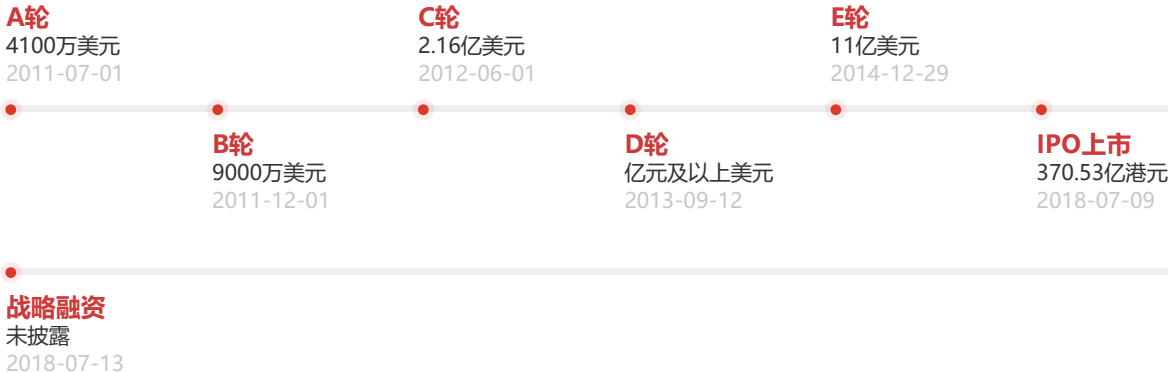 A轮
4100万美元
2011-07-01
B轮
9000万美元
2011-12-01
C轮
2.16亿美元
2012-06-01
D轮
亿元及以上美元
2013-09-12
E轮
11亿美元
2014-12-29
IPO上市
370.53亿港元
2018-07-09
战略融资
未披露
2018-07-13